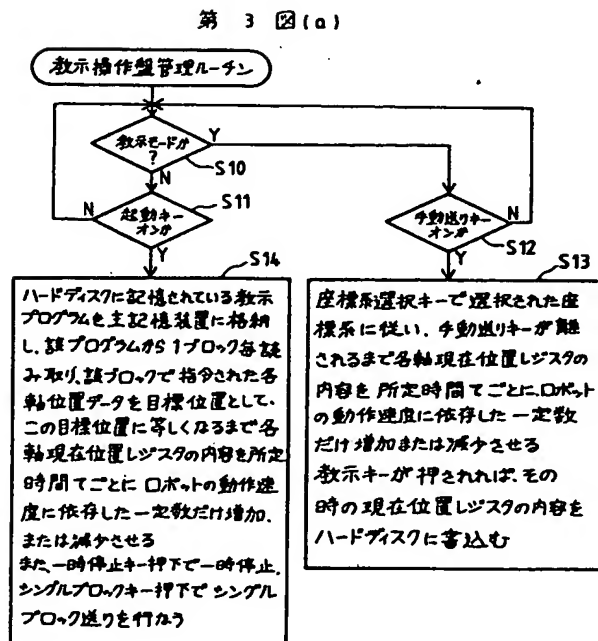 第 3 図(a)
教示操作盤管理ルーチン
教示モードか
?
Y
S10
N
起動キー
オンか
S11
N
Y
手動送りキー
オンか
N
S12
Y
S14
ハードディスクに記憶されている教示
プログラムを主記憶装置に格納
し、該プログラムから1ブロック毎読
み取り、該ブロックで指令された各
軸位置データを目標位置として、
この目標位置に等しくなるまで各
軸現在位置レジスタの内容を所定
時間τごとにロボットの動作速
度に依存した一定数だけ増加、
または減少させる
また、一時停止キー押下で一時停止、
シングルブロックキー押下でシングル
ブロック送りを行なう
S13
座標系選択キーで選択された座
標系に従い、手動送りキーが離
されるまで各軸現在位置レジスタの
内容を所定時間τごとに、ロボット
の動作速度に依存した一定数
だけ増加または減少させる
教示キーが押されれば、その
時の現在位置レジスタの内容を
ハードディスクに書込む